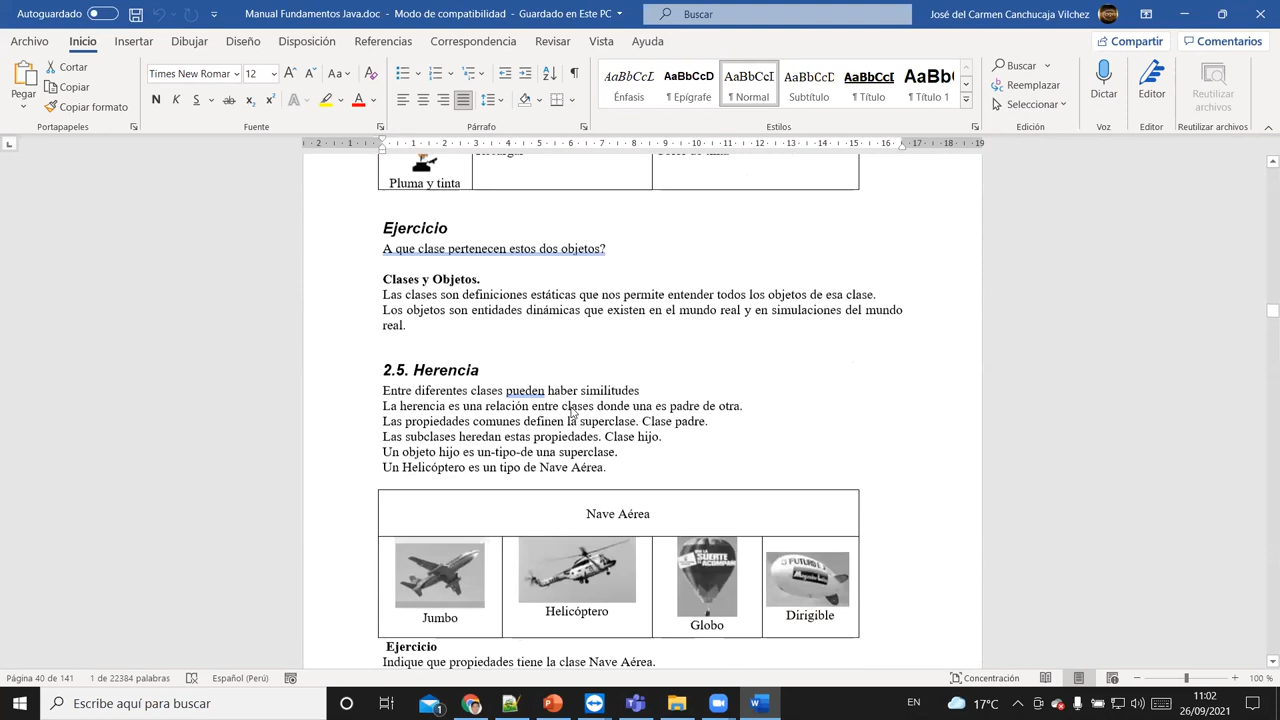 Autoguardado
Manual Fundamentos Java.doc - Modo de compatibilidad - Guardado en Este PC
Buscar
José del Carmen Canchucaja Vilchez
Archivo Inicio Insertar Dibujar Diseño Disposición Referencias Correspondencia Revisar Vista Ayuda
Compartir Comentarios
Pegar
Cortar
Copiar
Copiar formato
Portapapeles
Times New Romar 12
Fuente
Párrafo
AaBbCcL AaBbCcD AaBbCcI AaBbCcD AaBbCcI AaBb(
Énfasis ¶ Epígrafe ¶ Normal Subtítulo ¶ Título ¶ Título 1
Estilos
Buscar
Reemplazar
Seleccionar
Edición
Dictar
Voz
Editor
Editor
Reutilizar
archivos
Reutilizar archivos
Pluma y tinta
Ejercicio
A que clase pertenecen estos dos objetos?
Clases y Objetos.
Las clases son definiciones estáticas que nos permite entender todos los objetos de esa clase.
Los objetos son entidades dinámicas que existen en el mundo real y en simulaciones del mundo
real.
2.5. Herencia
Entre diferentes clases pueden haber similitudes
La herencia es una relación entre clases donde una es padre de otra.
Las propiedades comunes definen la superclase. Clase padre.
Las subclases heredan estas propiedades. Clase hijo.
Un objeto hijo es un-tipo-de una superclase.
Un Helicóptero es un tipo de Nave Aérea.
Nave Aérea
Jumbo
Helicóptero
SUERTE
Globo
Dirigible
Ejercicio
Indique que propiedades tiene la clase Nave Aérea.
Página 40 de 141 1 de 22384 palabras Español (Perú)
Concentración
100 %
Escribe aquí para buscar
EN
17°C
11:02
26/09/2021